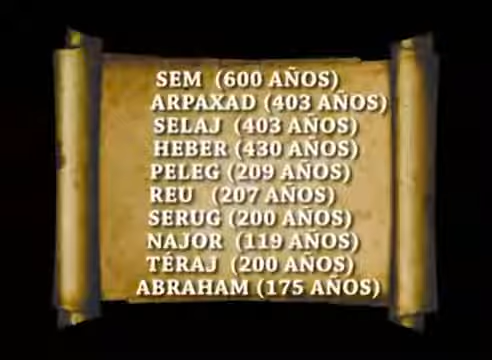 SEM (600 AÑOS)
ARPAXAD (403 AÑOS)
SELAJ (403 AÑOS)
HEBER (430 AÑOS)
PELEG (209 AÑOS)
REU (207 AÑOS)
SERUG (200 AÑOS)
NAJOR (119 AÑOS)
TÉRAJ (200 AÑOS)
ABRAHAM (175 AÑOS)